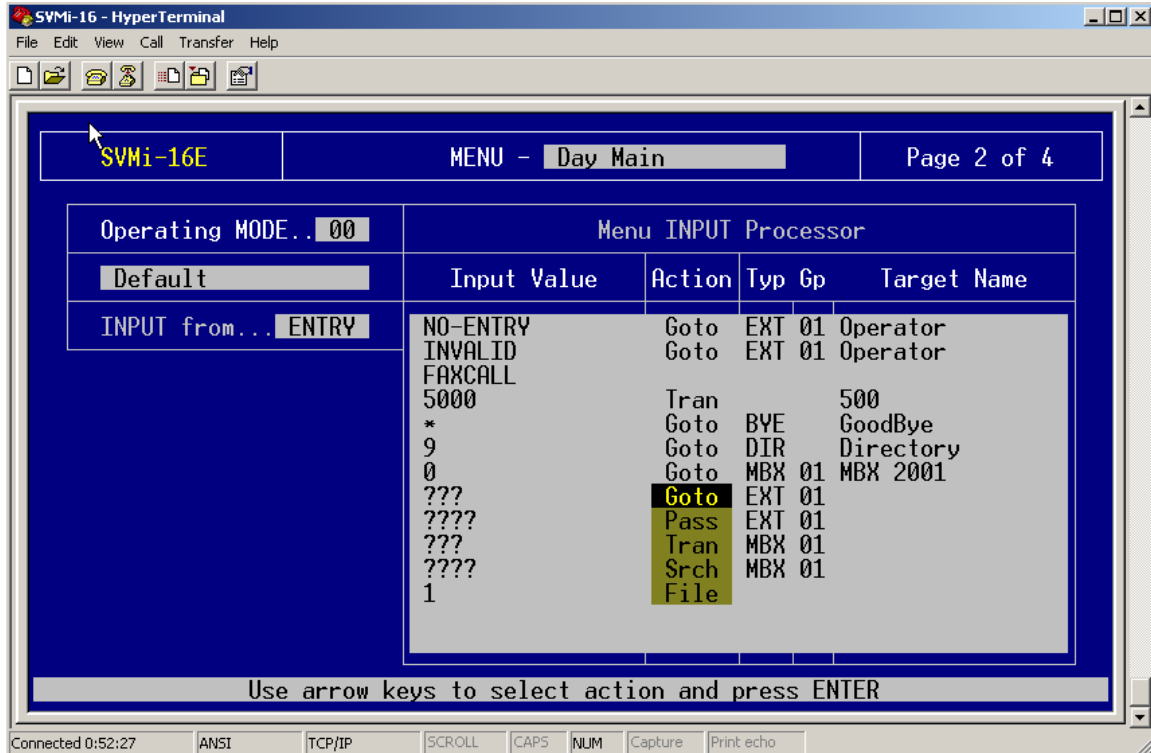 SVMi-16 - HyperTerminal
File Edit View Call Transfer Help
SVMi-16E MENU - Day Main Page 2 of 4
Operating MODE.. 00 Menu INPUT Processor
Default Input Value Action Typ Gp Target Name
INPUT from... ENTRY NO-ENTRY Goto EXT 01 Operator
INVALID Goto EXT 01 Operator
FAXCALL
5000 Tran 500
* Goto BYE GoodBye
9 Goto DIR Directory
0 Goto MBX 01 MBX 2001
??? Goto EXT 01
???? Pass EXT 01
??? Tran MBX 01
???? Srch MBX 01
1 File
Use arrow keys to select action and press ENTER
Connected 0:52:27 ANSI TCP/IP SCROLL CAPS NUM Capture Print echo